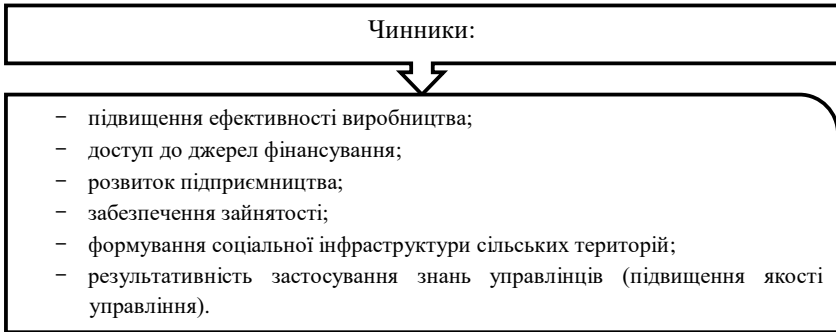 Чинники:
− підвищення ефективності виробництва;
− доступ до джерел фінансування;
− розвиток підприємництва;
− забезпечення зайнятості;
− формування соціальної інфраструктури сільських територій;
− результативність застосування знань управлінців (підвищення якості
управління).